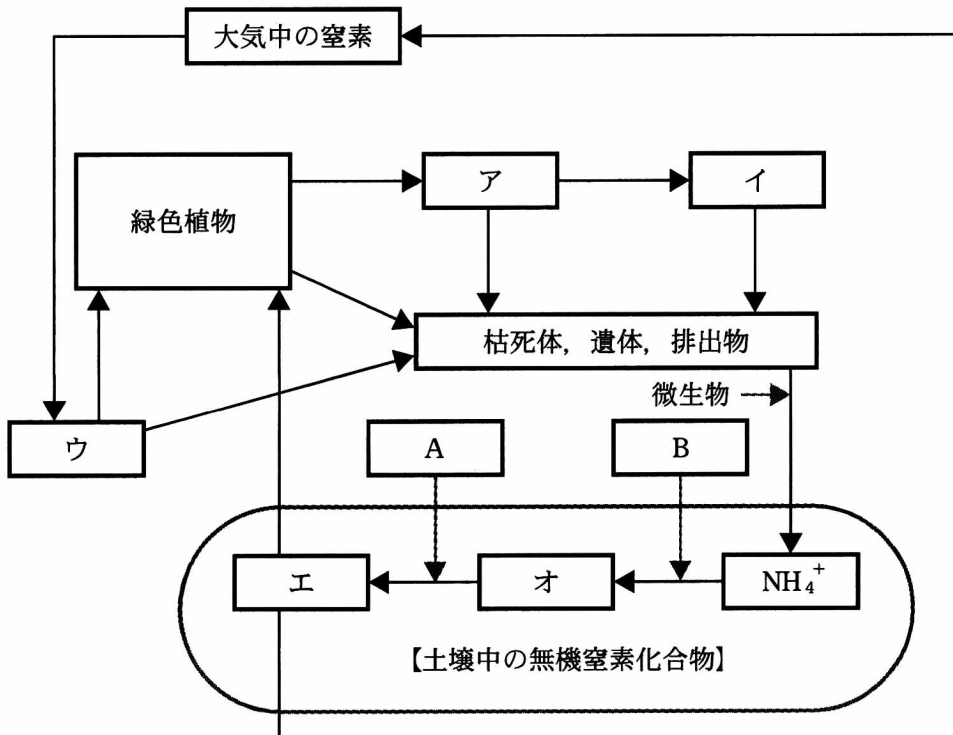 大気中の窒素
緑色植物
ア
イ
枯死体,遺体,排出物
微生物
ウ
A
B
エ
オ
NH₄⁺
【土壌中の無機窒素化合物】